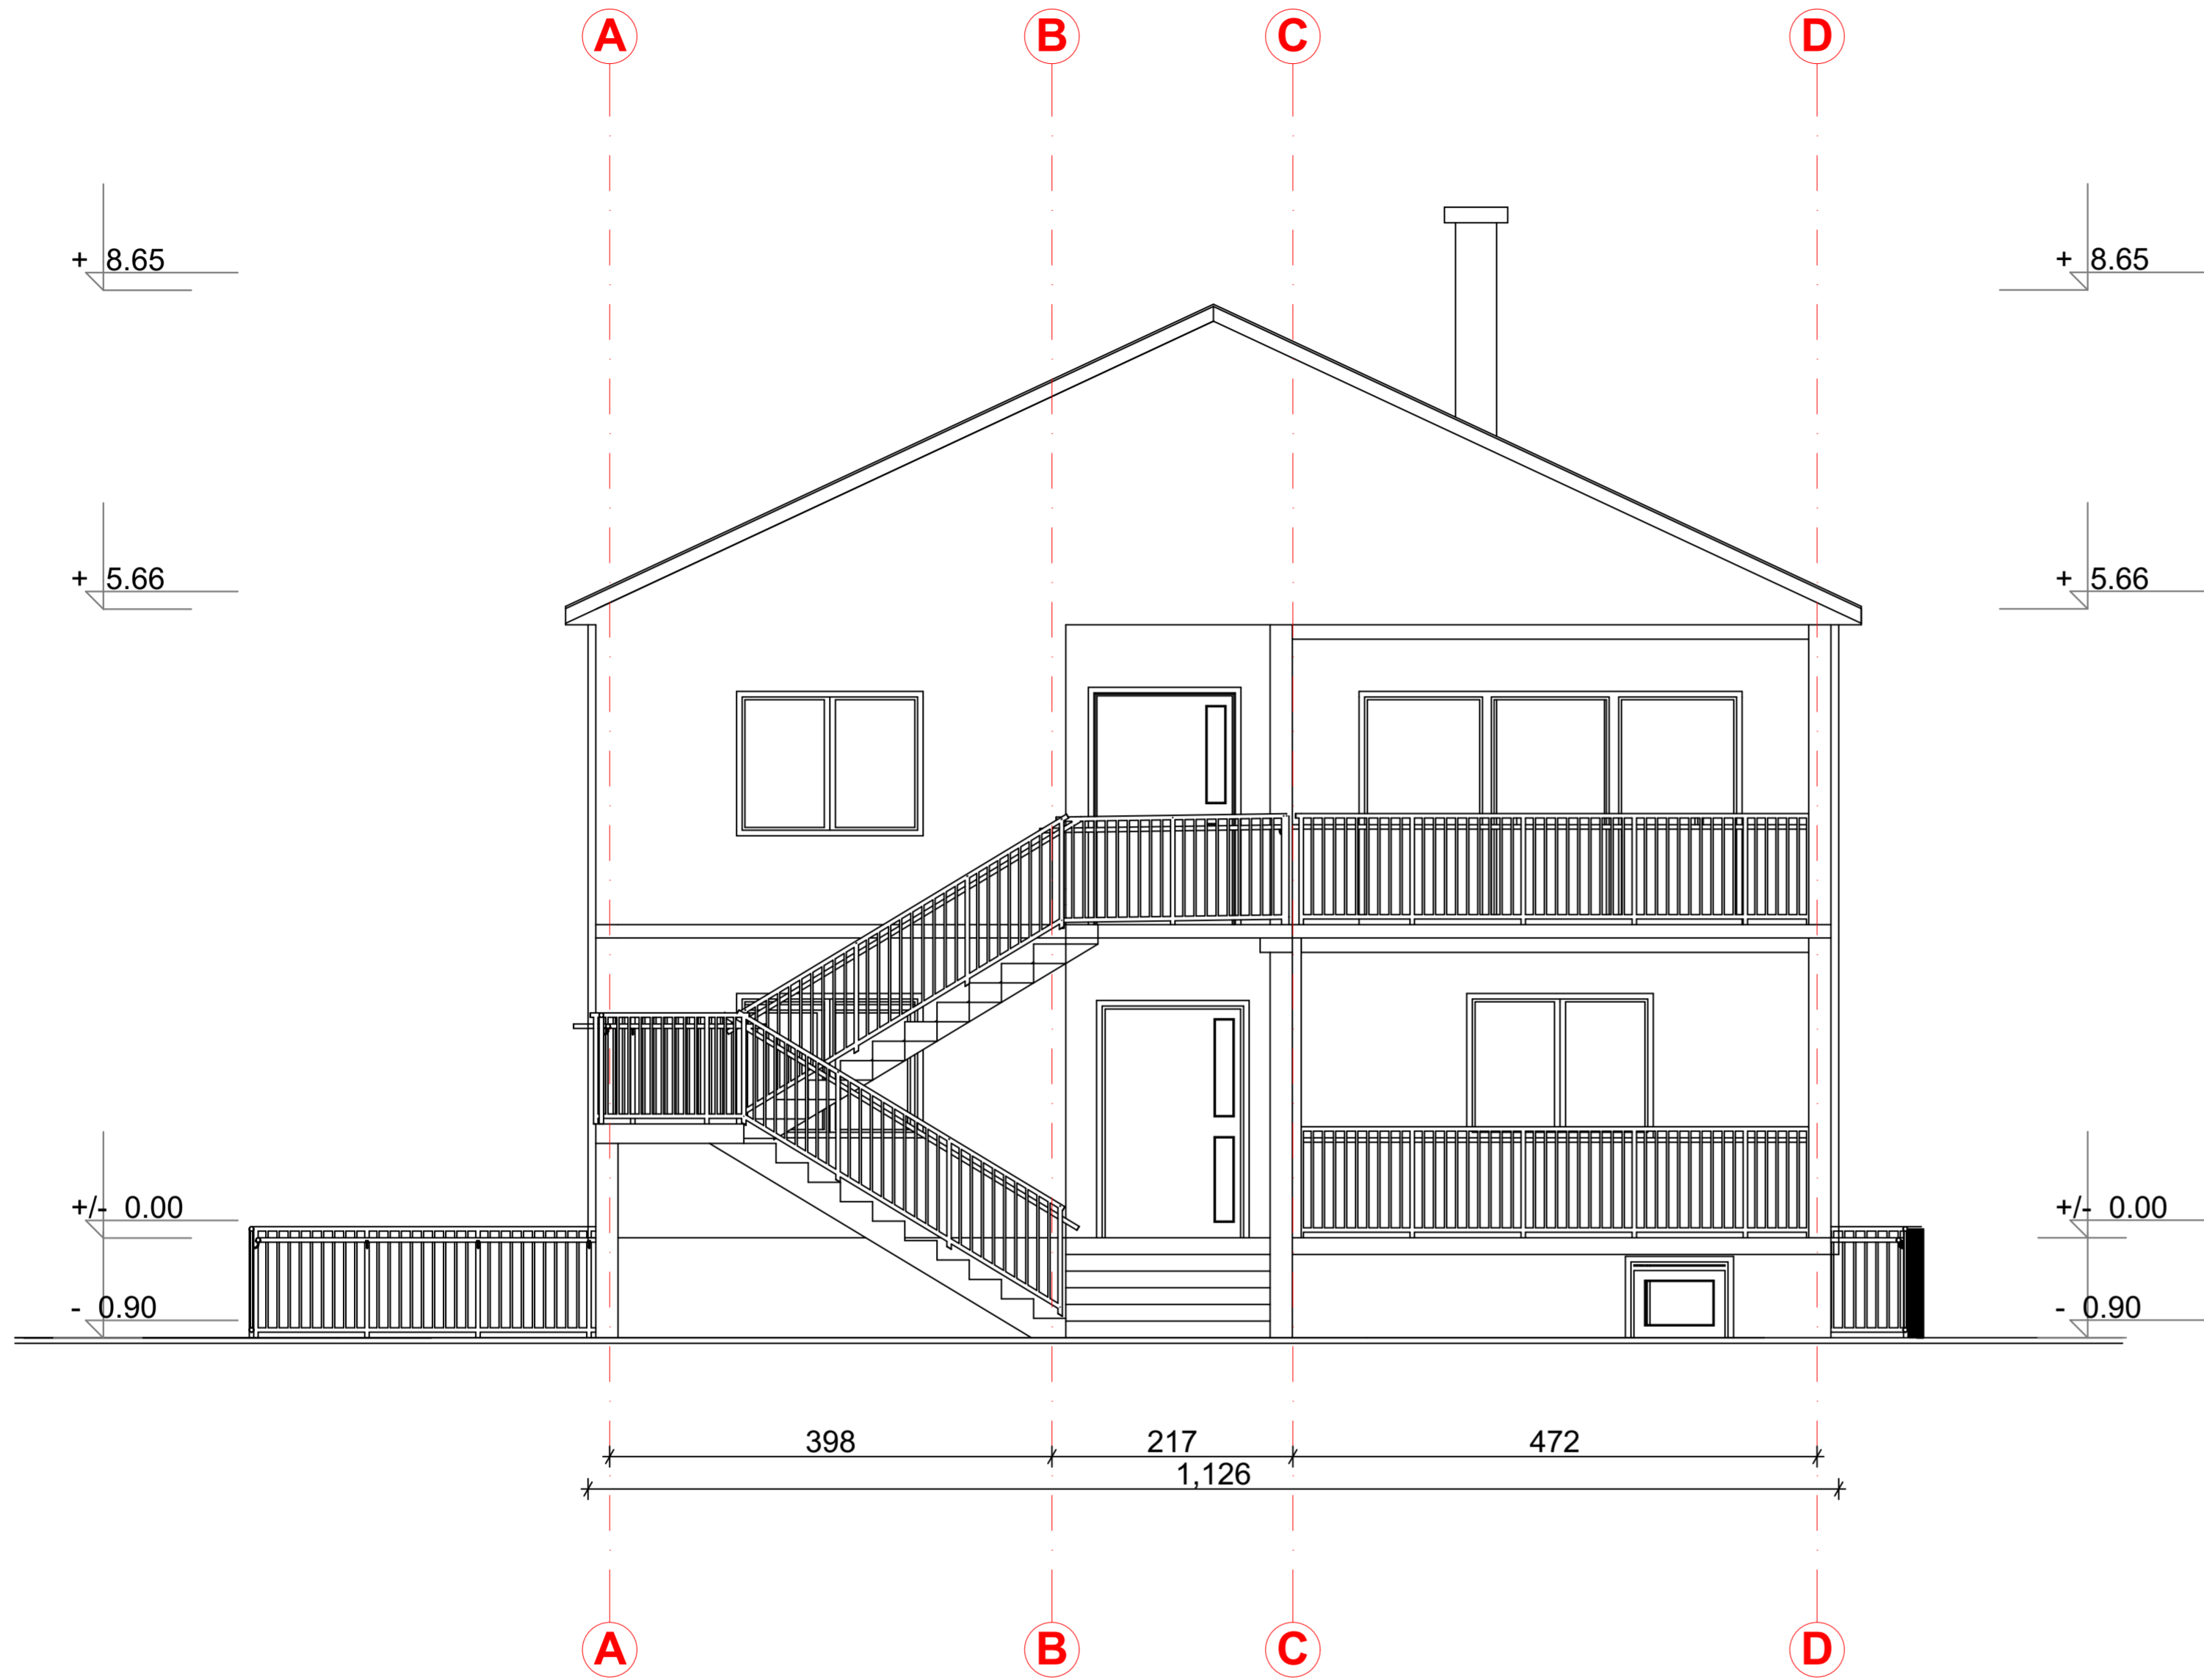 A B C D
+ 8.65 + 8.65
+ 5.66 + 5.66
+/- 0.00 +/- 0.00
- 0.90 - 0.90
398 217 472
1,126
A B C D